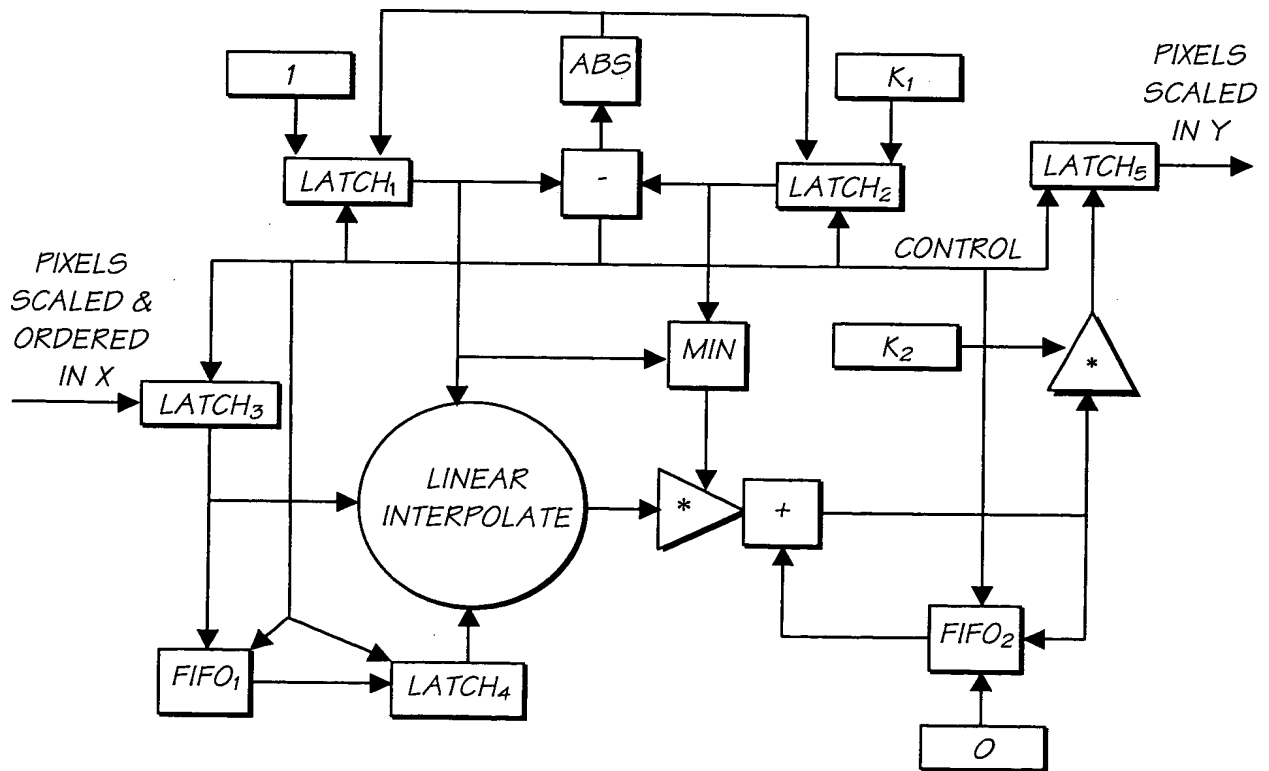 1
ABS
K₁
PIXELS
SCALED
IN Y
LATCH₁
-
LATCH₂
LATCH₅
CONTROL
PIXELS
SCALED &
ORDERED
IN X
MIN
K₂
*
LATCH₃
LINEAR
INTERPOLATE
*
+
FIFO₁
LATCH₄
FIFO₂
0